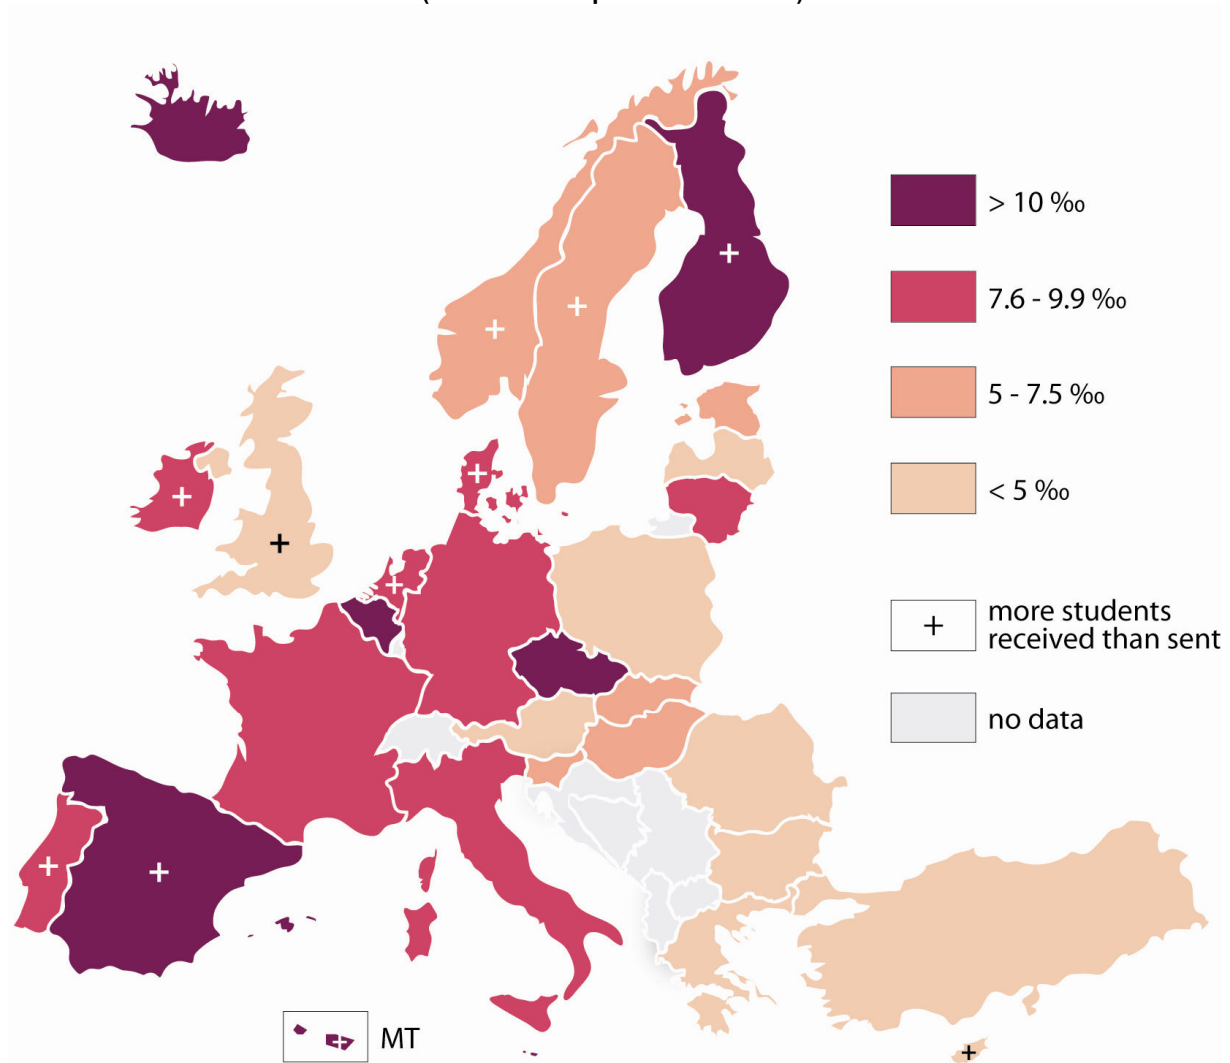 > 10 ‰
7.6 - 9.9 ‰
5 - 7.5 ‰
< 5 ‰
+ more students
received than sent
no data
MT